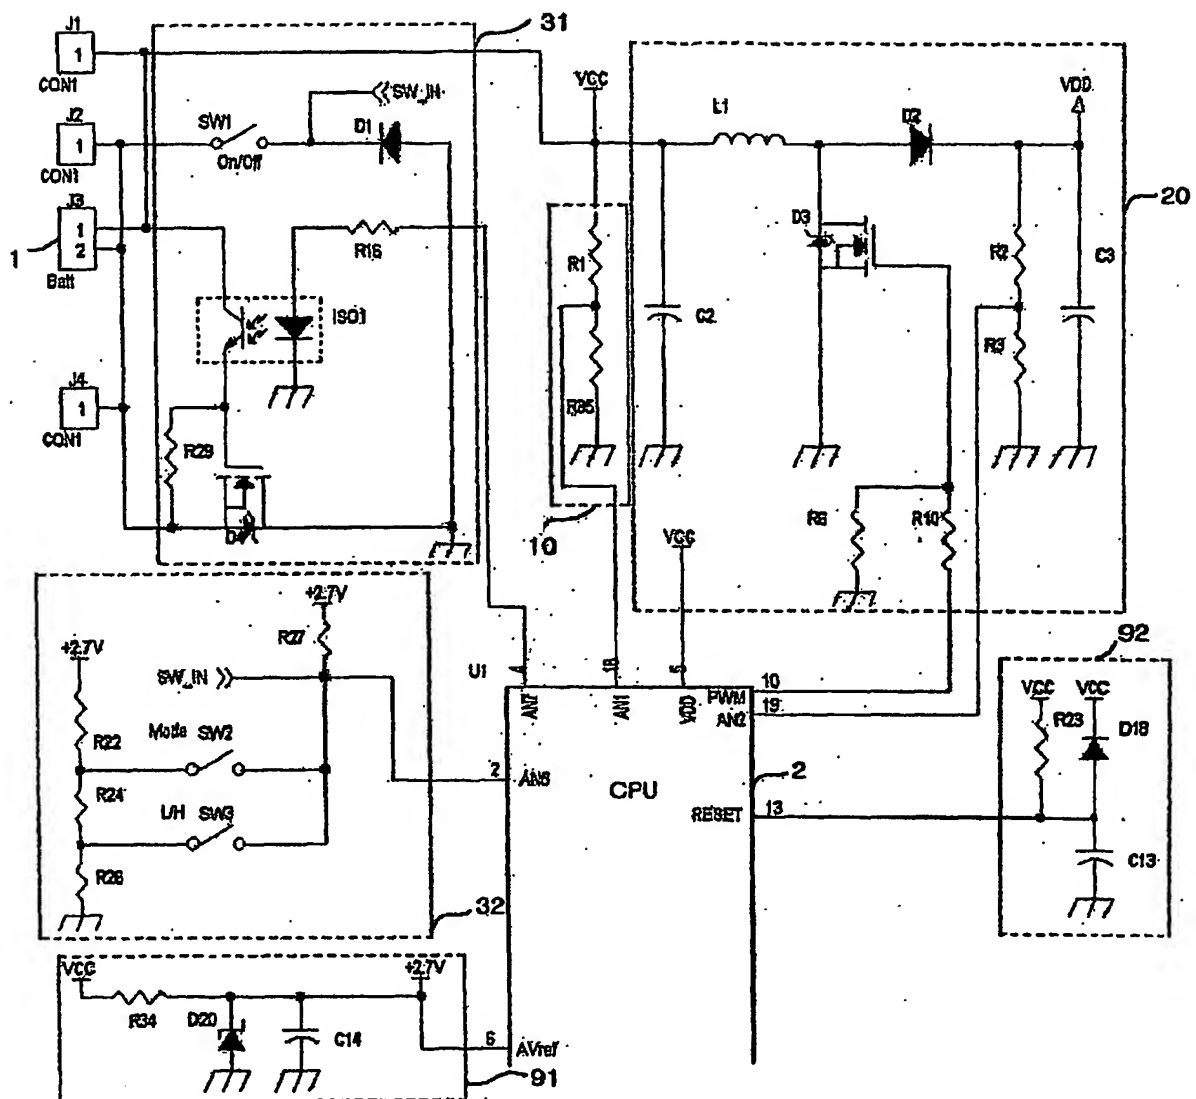 31
J1
1
CON1
J2
1
CON1
SW1
On/Off
SW_IN
D1
VCC
L1
D2
VDD
20
J3
1
2
Batt
1
R16
ISO1
D3
R1
R35
C2
R2
R3
C3
J4
1
CON1
R29
10
VCC
R6
R10
+2.7V
+2.7V
R27
SW_IN
R22
Mode
SW2
R24
L/H
SW3
R26
32
U1
4
18
5
AN7
AN1
VDD
PWM
10
AN2
19
2
AN6
CPU
2
RESET
13
92
VCC
VCC
R23
D18
C13
VCC
+2.7V
R34
D20
C14
6
AVref
91